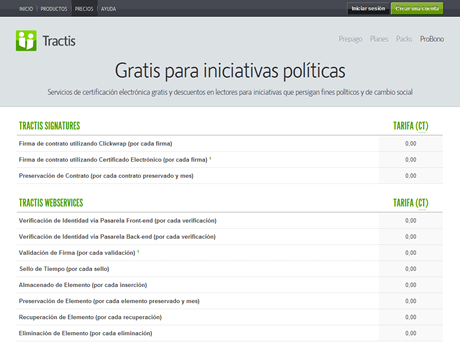 INICIO PRODUCTOS PRECIOS AYUDA Iniciar sesión Crear una cuenta
Tractis Prepago Planes Packs ProBono
Gratis para iniciativas políticas
Servicios de certificación electrónica gratis y descuentos en lectores para iniciativas que persigan fines políticos y de cambio social
TRACTIS SIGNATURES TARIFA (CT)
Firma de contrato utilizando Clickwrap (por cada firma) 0,00
Firma de contrato utilizando Certificado Electrónico (por cada firma) 1 0,00
Preservación de Contrato (por cada contrato preservado y mes) 0,00
TRACTIS WEBSERVICES TARIFA (CT)
Verificación de Identidad via Pasarela Front-end (por cada verificación) 0,00
Verificación de Identidad via Pasarela Back-end (por cada verificación) 0,00
Validación de Firma (por cada validación) 1 0,00
Sello de Tiempo (por cada sello) 0,00
Almacenado de Elemento (por cada inserción) 0,00
Preservación de Elemento (por cada elemento preservado y mes) 0,00
Recuperación de Elemento (por cada recuperación) 0,00
Eliminación de Elemento (por cada eliminación) 0,00